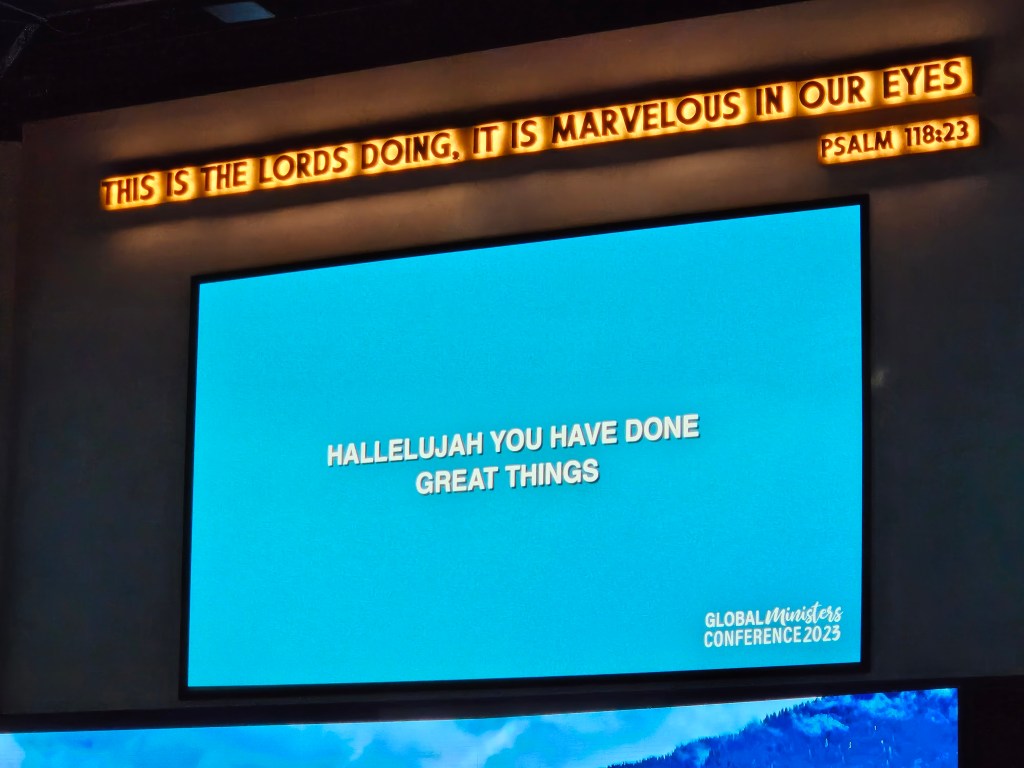 THIS IS THE LORDS DOING, IT IS MARVELOUS IN OUR EYES
PSALM 118:23
HALLELUJAH YOU HAVE DONE
GREAT THINGS
GLOBAL Ministers
CONFERENCE 2023